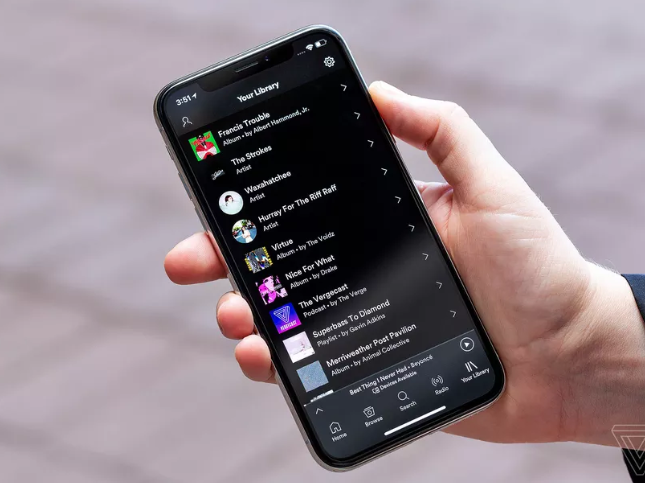 3:51
Your Library
Francis Trouble
Album • by Albert Hammond, Jr.
The Strokes
Artist
Waxahatchee
Artist
Hurray For The Riff Raff
Artist
Virtue
Album • by The Voidz
Nice For What
Album • by Drake
The Vergecast
Podcast • by The Verge
Superbass To Diamond
Playlist • by Gavin Adkins
Merriweather Post Pavilion
Album • by Animal Collective
Best Thing I Never Had • Beyoncé
Devices Available
Home
Browse
Search
Radio
Your Library